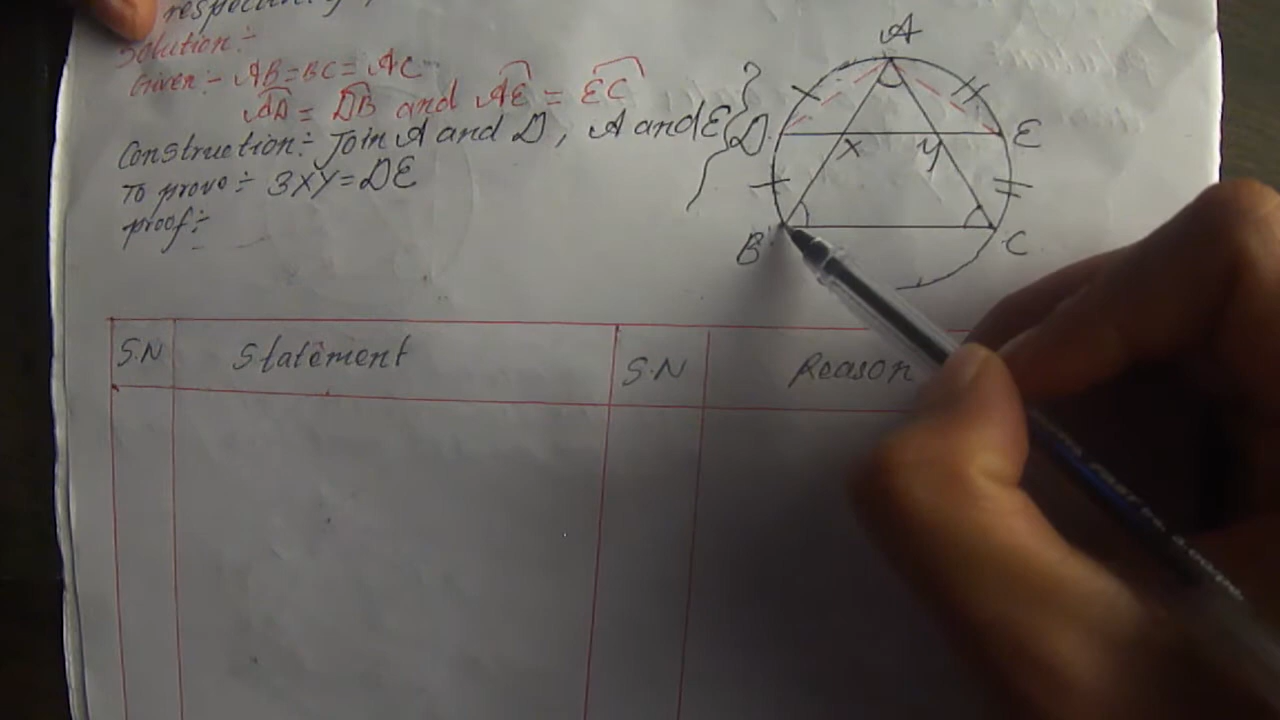 respectively,
Solution:-
Given:- AB=BC=AC
AD = DB and AE = EC
Construction:- Join A and D, A and E
To prove:- 3XY=DE
proof:-
A
D
E
X
Y
B
C
S.N Statement S.N Reason